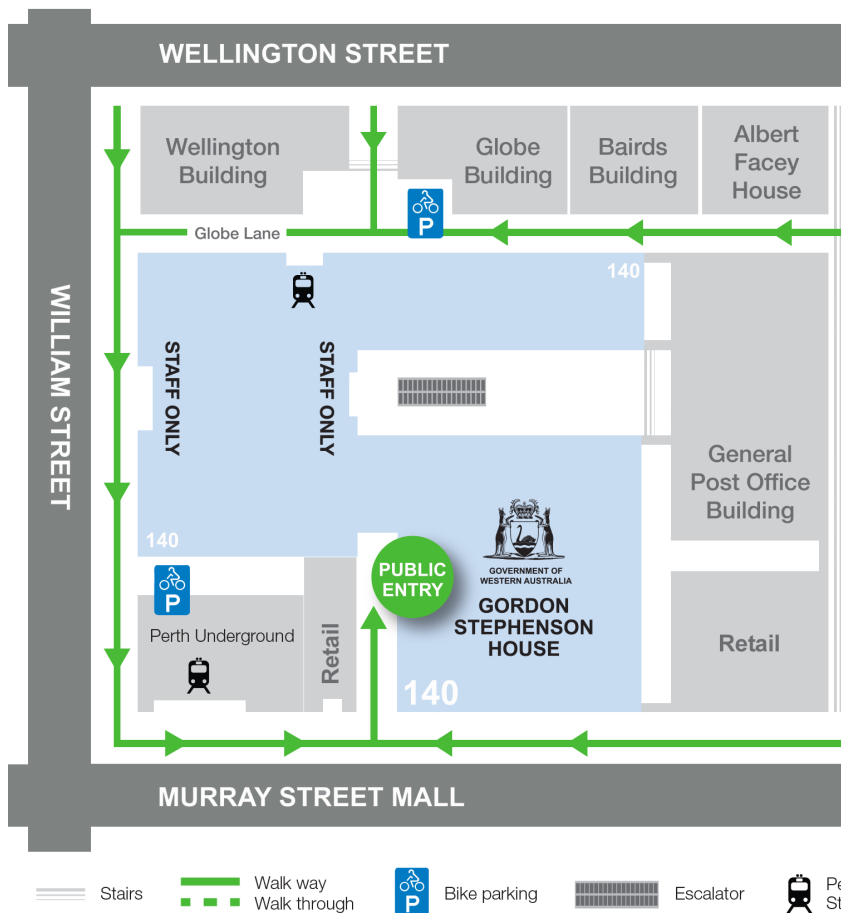 WELLINGTON STREET
Wellington
Building
Globe
Building
Bairds
Building
Albert
Facey
House
P
Globe Lane
140
WILLIAM STREET
STAFF ONLY
STAFF ONLY
General
Post Office
Building
140
GOVERNMENT OF
WESTERN AUSTRALIA
PUBLIC
ENTRY
GORDON
STEPHENSON
HOUSE
P
Perth Underground
Retail
Retail
140
MURRAY STREET MALL
Stairs
Walk way
Walk through
P
Bike parking
Escalator
Pe
St